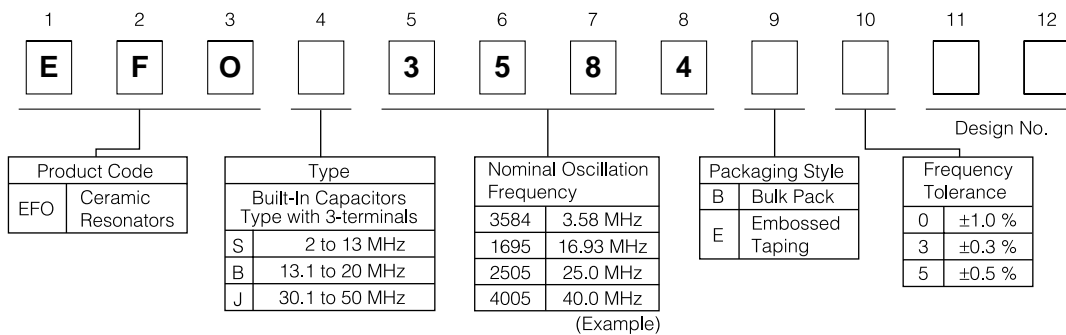 1 2 3 4 5 6 7 8 9 10 11 12
E F O 3 5 8 4
Design No.
Product Code
EFO Ceramic
Resonators
Type
Built-In Capacitors
Type with 3-terminals
S 2 to 13 MHz
B 13.1 to 20 MHz
J 30.1 to 50 MHz
Nominal Oscillation
Frequency
3584 3.58 MHz
1695 16.93 MHz
2505 25.0 MHz
4005 40.0 MHz
(Example)
Packaging Style
B Bulk Pack
E Embossed
Taping
Frequency
Tolerance
0 ±1.0 %
3 ±0.3 %
5 ±0.5 %